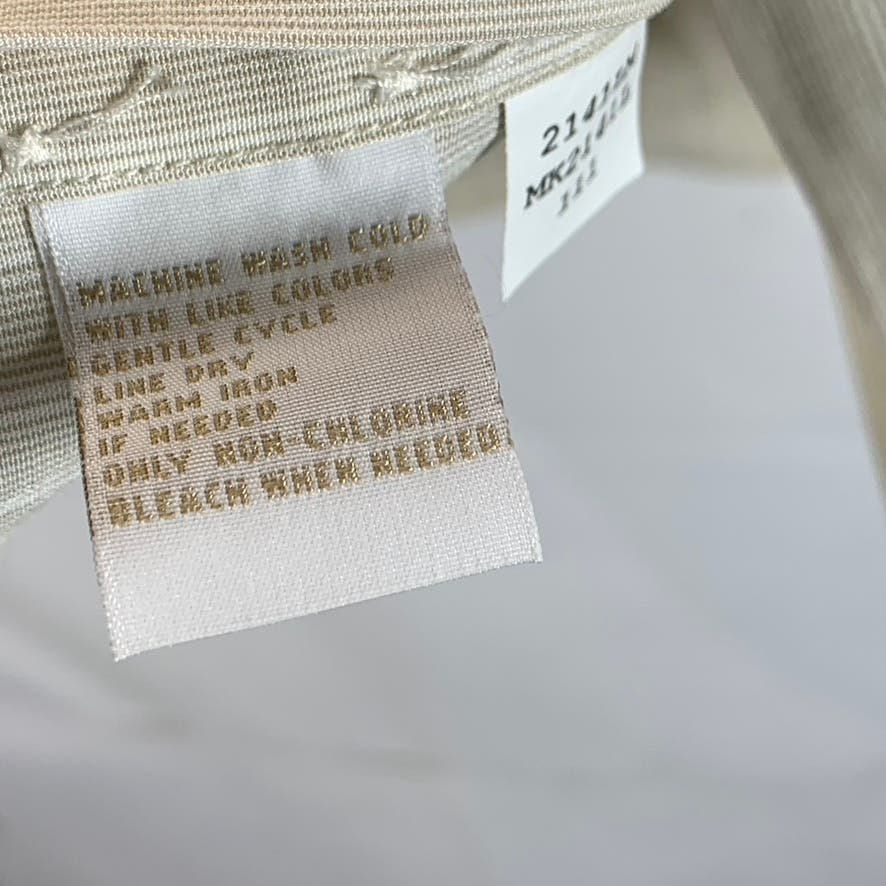 MACHINE WASH COLD
WITH LIKE COLORS
GENTLE CYCLE
LINE DRY
WARM IRON
IF NEEDED
ONLY NON-CHLORINE
BLEACH WHEN NEEDED
111